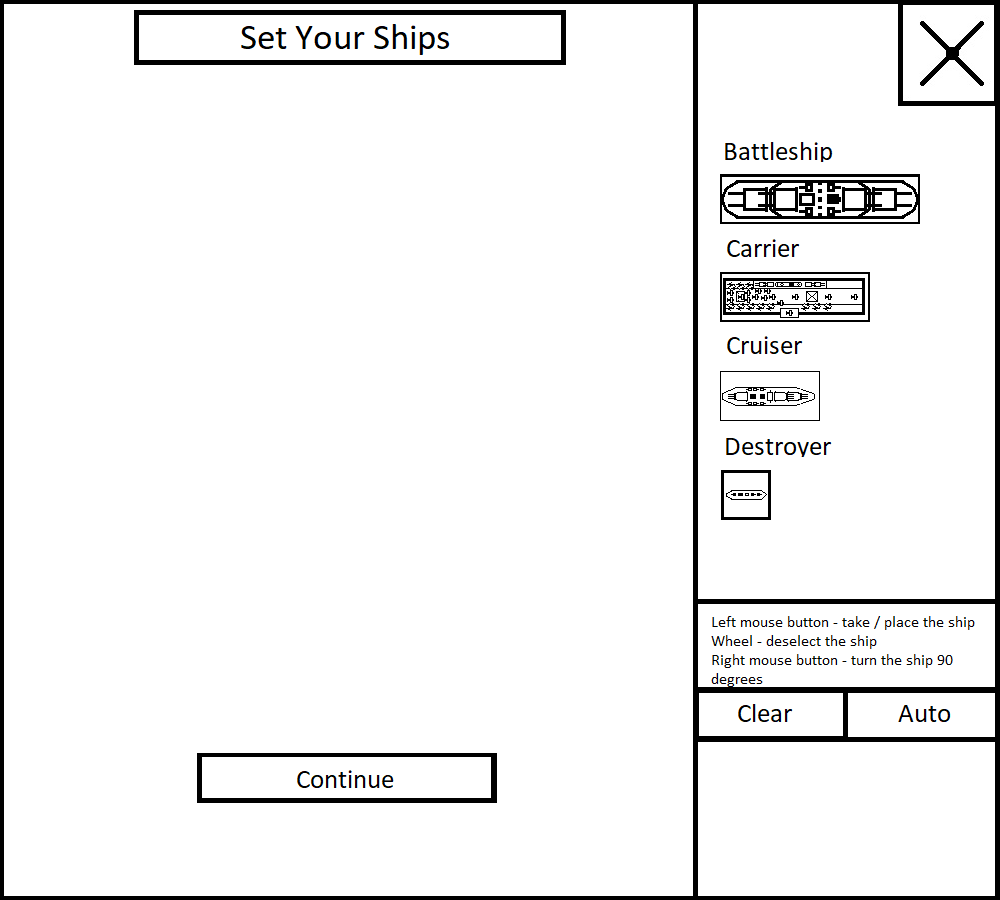 Set Your Ships
Battleship
Carrier
Cruiser
Destroyer
Left mouse button - take / place the ship
Wheel - deselect the ship
Right mouse button - turn the ship 90
degrees
Clear
Auto
Continue